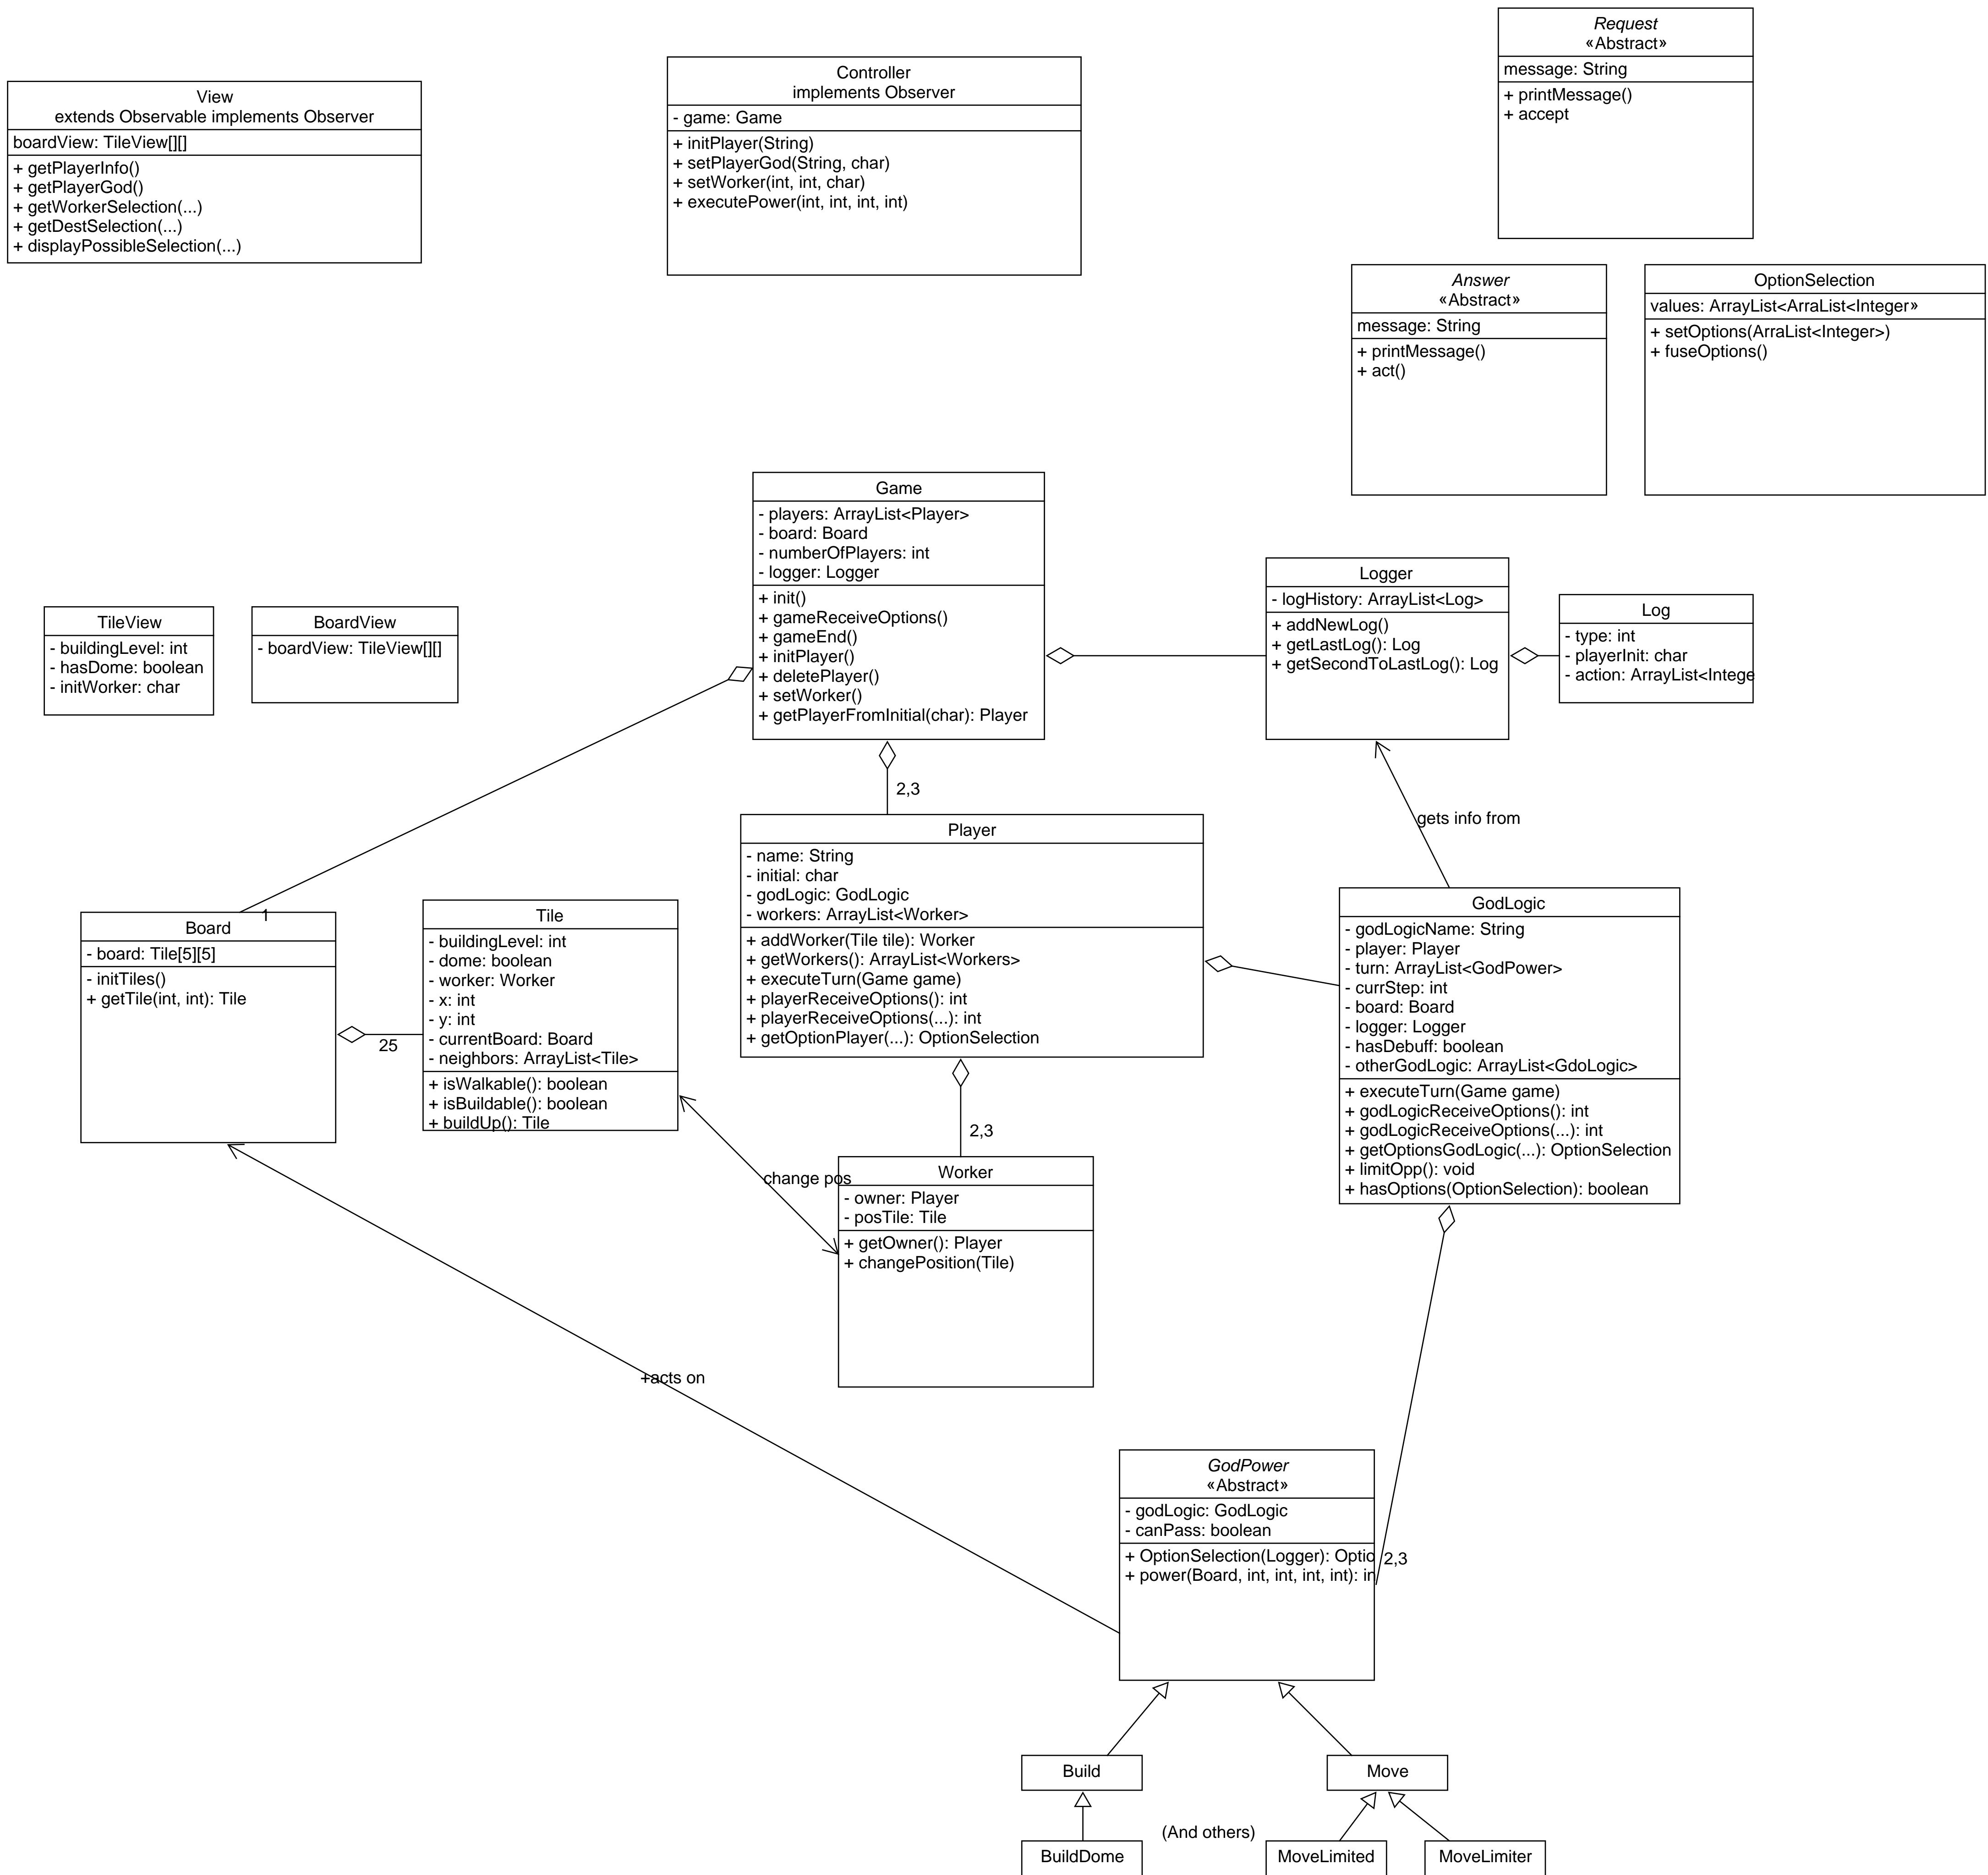 Request
«Abstract»
message: String
+ printMessage()
+ accept
View
extends Observable implements Observer
boardView: TileView[][]
+ getPlayerInfo()
+ getPlayerGod()
+ getWorkerSelection(...)
+ getDestSelection(...)
+ displayPossibleSelection(...)
Controller
implements Observer
- game: Game
+ initPlayer(String)
+ setPlayerGod(String, char)
+ setWorker(int, int, char)
+ executePower(int, int, int, int)
Answer
«Abstract»
message: String
+ printMessage()
+ act()
OptionSelection
values: ArrayList<ArraList<Integer»
+ setOptions(ArraList<Integer>)
+ fuseOptions()
Game
- players: ArrayList<Player>
- board: Board
- numberOfPlayers: int
- logger: Logger
+ init()
+ gameReceiveOptions()
+ gameEnd()
+ initPlayer()
+ deletePlayer()
+ setWorker()
+ getPlayerFromInitial(char): Player
Logger
- logHistory: ArrayList<Log>
+ addNewLog()
+ getLastLog(): Log
+ getSecondToLastLog(): Log
Log
- type: int
- playerInit: char
- action: ArrayList<Intege
TileView
- buildingLevel: int
- hasDome: boolean
- initWorker: char
BoardView
- boardView: TileView[][]
2,3
gets info from
Player
- name: String
- initial: char
- godLogic: GodLogic
- workers: ArrayList<Worker>
+ addWorker(Tile tile): Worker
+ getWorkers(): ArrayList<Workers>
+ executeTurn(Game game)
+ playerReceiveOptions(): int
+ playerReceiveOptions(...): int
+ getOptionPlayer(...): OptionSelection
1
Board
- board: Tile[5][5]
- initTiles()
+ getTile(int, int): Tile
25
Tile
- buildingLevel: int
- dome: boolean
- worker: Worker
- x: int
- y: int
- currentBoard: Board
- neighbors: ArrayList<Tile>
+ isWalkable(): boolean
+ isBuildable(): boolean
+ buildUp(): Tile
GodLogic
- godLogicName: String
- player: Player
- turn: ArrayList<GodPower>
- currStep: int
- board: Board
- logger: Logger
- hasDebuff: boolean
- otherGodLogic: ArrayList<GdoLogic>
+ executeTurn(Game game)
+ godLogicReceiveOptions(): int
+ godLogicReceiveOptions(...): int
+ getOptionsGodLogic(...): OptionSelection
+ limitOpp(): void
+ hasOptions(OptionSelection): boolean
2,3
change pos
Worker
- owner: Player
- posTile: Tile
+ getOwner(): Player
+ changePosition(Tile)
+acts on
GodPower
«Abstract»
- godLogic: GodLogic
- canPass: boolean
+ OptionSelection(Logger): Optio
+ power(Board, int, int, int, int): in
2,3
Build
Move
(And others)
BuildDome
MoveLimited
MoveLimiter